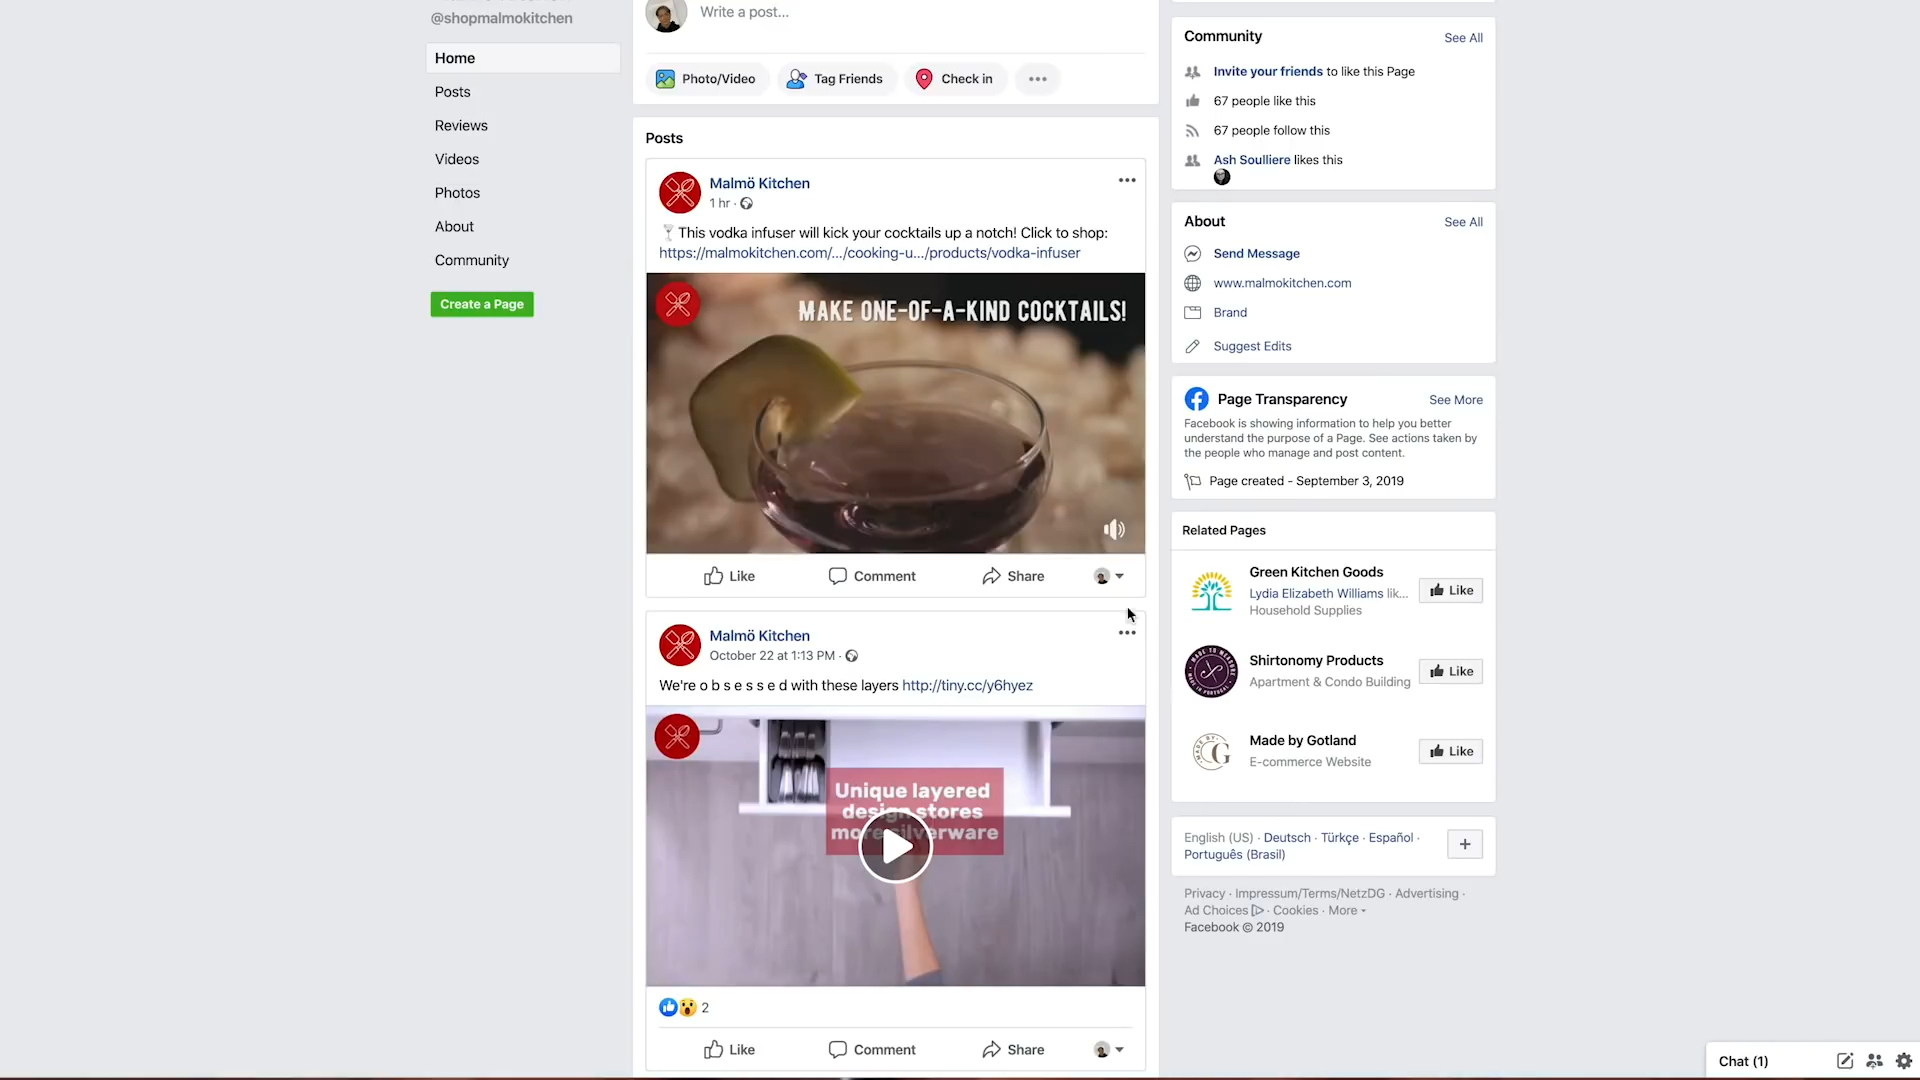 @shopmalmokitchen
Home
Posts
Reviews
Videos
Photos
About
Community
Create a Page
Write a post...
Photo/Video
Tag Friends
Check in
Posts
Malmö Kitchen
1 hr ·
This vodka infuser will kick your cocktails up a notch! Click to shop:
https://malmokitchen.com/.../cooking-u.../products/vodka-infuser
MAKE ONE-OF-A-KIND COCKTAILS!
Like Comment Share
Malmö Kitchen
October 22 at 1:13 PM ·
We're o b s e s s e d with these layers http://tiny.cc/y6hyez
Unique layered
design stores
more silverware
2
Like Comment Share
Community See All
Invite your friends to like this Page
67 people like this
67 people follow this
Ash Soulliere likes this
About See All
Send Message
www.malmokitchen.com
Brand
Suggest Edits
Page Transparency See More
Facebook is showing information to help you better
understand the purpose of a Page. See actions taken by
the people who manage and post content.
Page created - September 3, 2019
Related Pages
Green Kitchen Goods
Lydia Elizabeth Williams lik...
Household Supplies
Like
Shirtonomy Products
Apartment & Condo Building
Like
Made by Gotland
E-commerce Website
Like
English (US) · Deutsch · Türkçe · Español ·
Português (Brasil)
Privacy · Impressum/Terms/NetzDG · Advertising ·
Ad Choices · Cookies · More
Facebook © 2019
Chat (1)